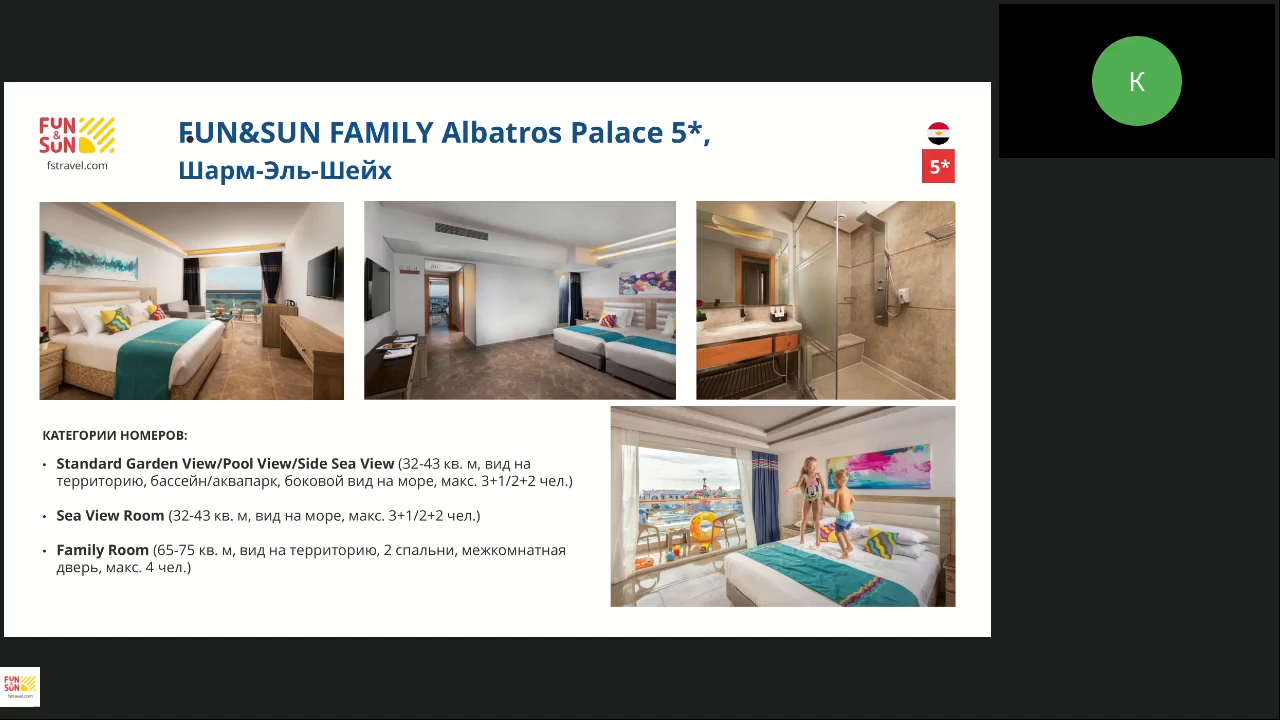 FUN
&
SUN
fstravel.com
FUN&SUN FAMILY Albatros Palace 5*,
Шарм-Эль-Шейх
5*
К
КАТЕГОРИИ НОМЕРОВ:
• Standard Garden View/Pool View/Side Sea View (32-43 кв. м, вид на
территорию, бассейн/аквапарк, боковой вид на море, макс. 3+1/2+2 чел.)
• Sea View Room (32-43 кв. м, вид на море, макс. 3+1/2+2 чел.)
• Family Room (65-75 кв. м, вид на территорию, 2 спальни, межкомнатная
дверь, макс. 4 чел.)
FUN
&
SUN
fstravel.com